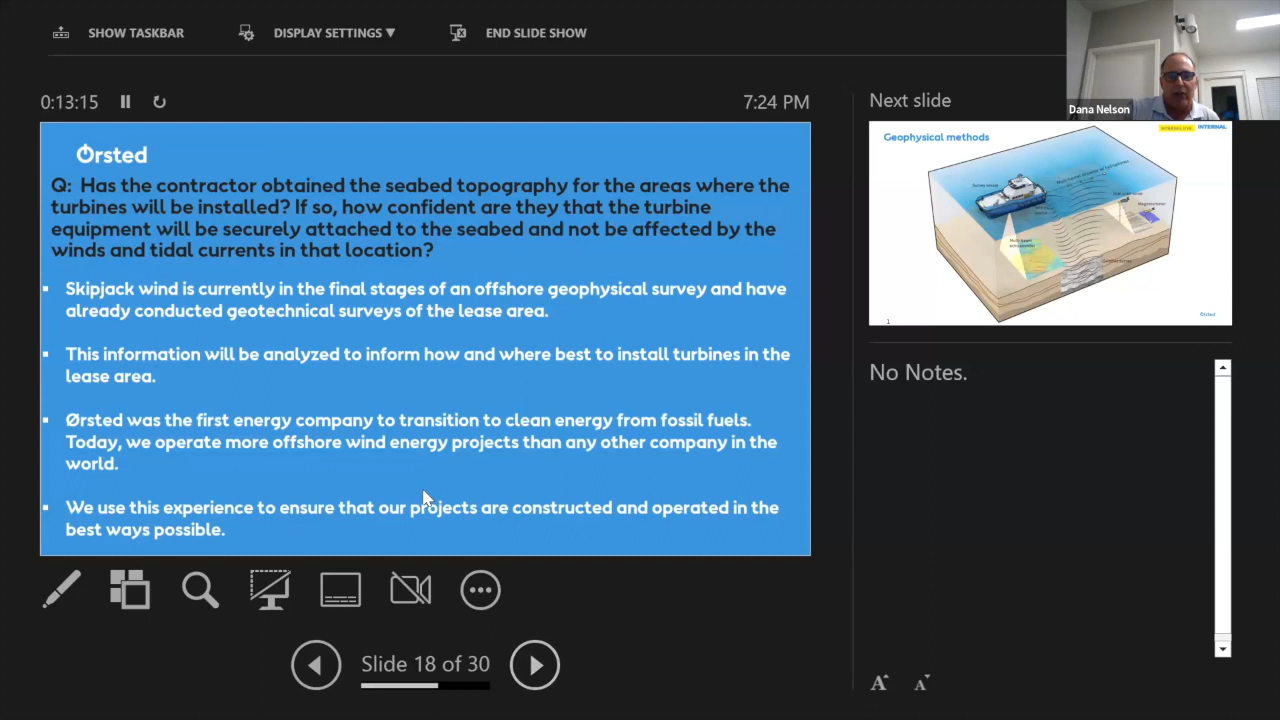 SHOW TASKBAR
DISPLAY SETTINGS ▼
END SLIDE SHOW
Dana Nelson
0:13:15
7:24 PM
Ørsted
Q: Has the contractor obtained the seabed topography for the areas where the
turbines will be installed? If so, how confident are they that the turbine
equipment will be securely attached to the seabed and not be affected by the
winds and tidal currents in that location?
▪ Skipjack wind is currently in the final stages of an offshore geophysical survey and have
already conducted geotechnical surveys of the lease area.
▪ This information will be analyzed to inform how and where best to install turbines in the
lease area.
▪ Ørsted was the first energy company to transition to clean energy from fossil fuels.
Today, we operate more offshore wind energy projects than any other company in the
world.
▪ We use this experience to ensure that our projects are constructed and operated in the
best ways possible.
Slide 18 of 30
Next slide
Geophysical methods
INTERNAL
Survey vessel
Magnetometer
Multi-beam
echosounder
1
Ørsted
No Notes.
A
A